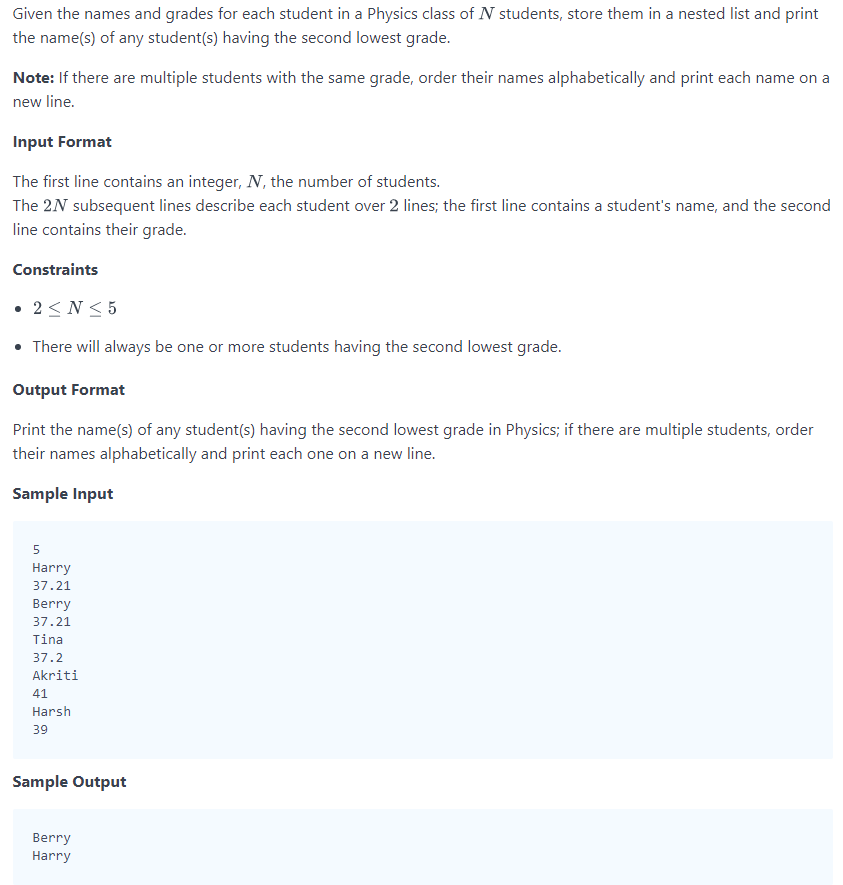 Given the names and grades for each student in a Physics class of N students, store them in a nested list and print
the name(s) of any student(s) having the second lowest grade.
Note: If there are multiple students with the same grade, order their names alphabetically and print each name on a
new line.
Input Format
The first line contains an integer, N, the number of students.
The 2N subsequent lines describe each student over 2 lines; the first line contains a student's name, and the second
line contains their grade.
Constraints
• 2 ≤ N ≤ 5
• There will always be one or more students having the second lowest grade.
Output Format
Print the name(s) of any student(s) having the second lowest grade in Physics; if there are multiple students, order
their names alphabetically and print each one on a new line.
Sample Input
5
Harry
37.21
Berry
37.21
Tina
37.2
Akriti
41
Harsh
39
Sample Output
Berry
Harry